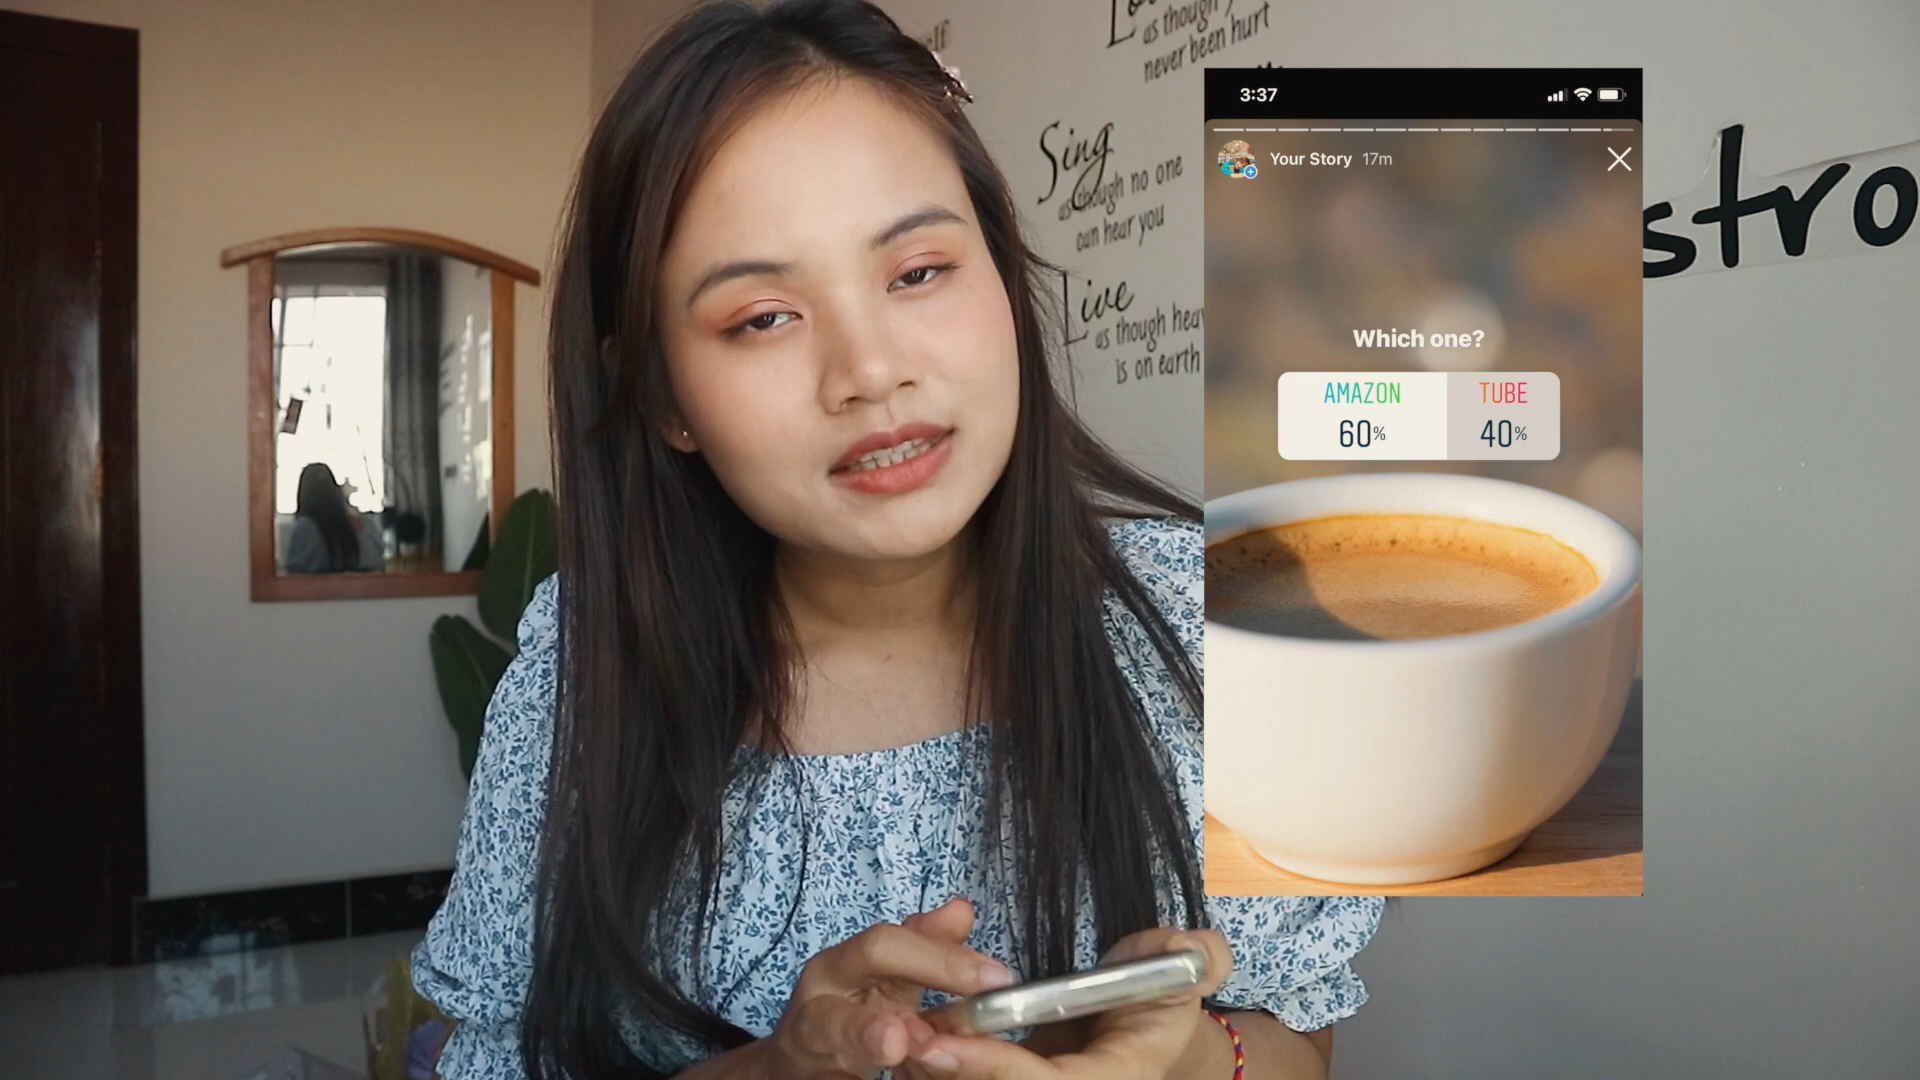 as though
never been hurt
Sing
as though no one
can hear you
Live
as though
is on earth
3:37
Your Story 17m
Which one?
AMAZON TUBE
60% 40%
stro